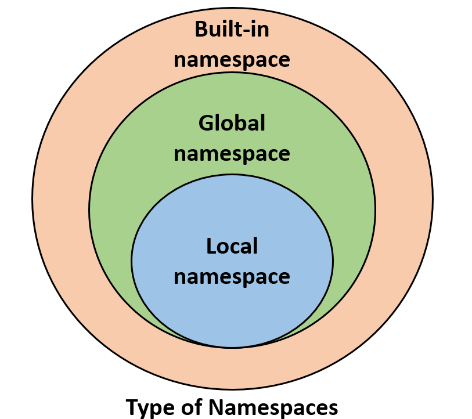 Built-in
namespace
Global
namespace
Local
namespace
Type of Namespaces